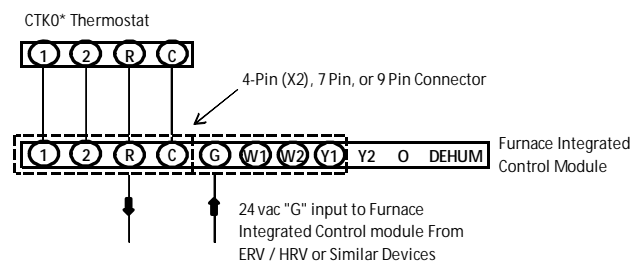 CTK0* Thermostat
1 2 R C
4-Pin (X2), 7 Pin, or 9 Pin Connector
1 2 R C G W1 W2 Y1 Y2 O DEHUM
Furnace Integrated
Control Module
24 vac "G" input to Furnace
Integrated Control module From
ERV / HRV or Similar Devices